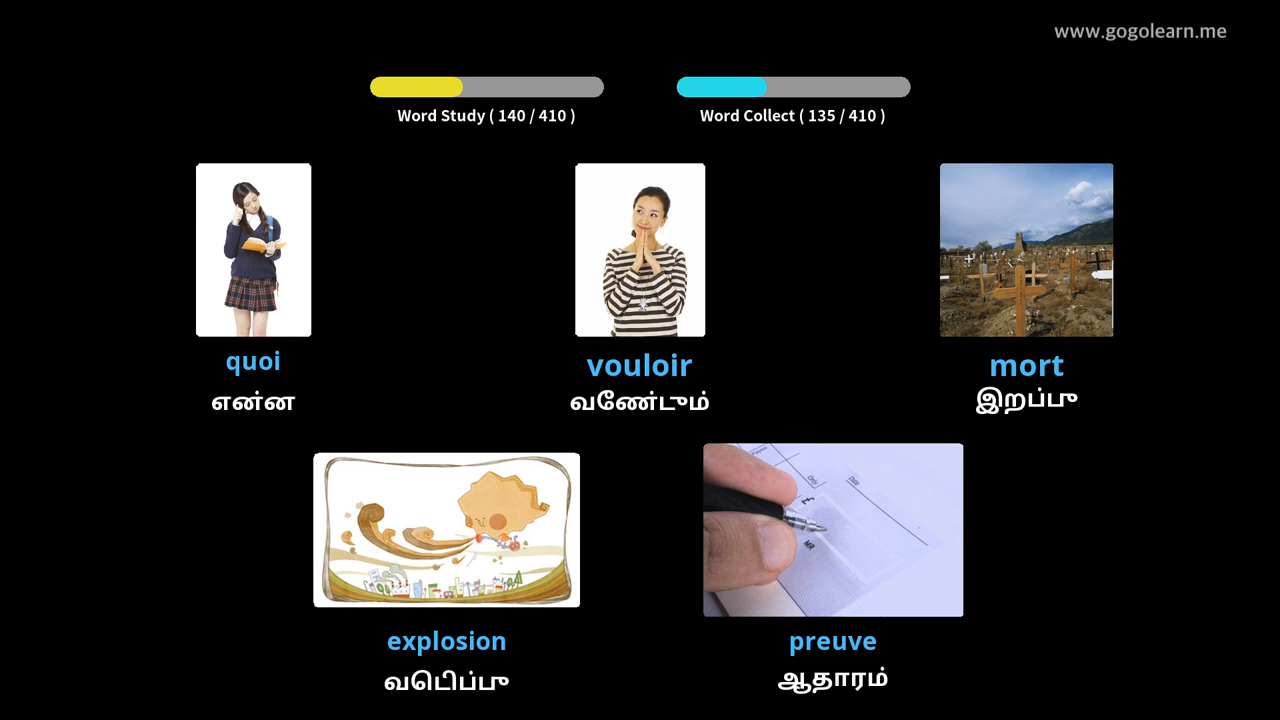 www.gogolearn.me
Word Study ( 140 / 410 )
Word Collect ( 135 / 410 )
quoi
vouloir
mort
என்ன
வேண்டும்
இறப்பு
explosion
preuve
வெடிப்பு
ஆதாரம்